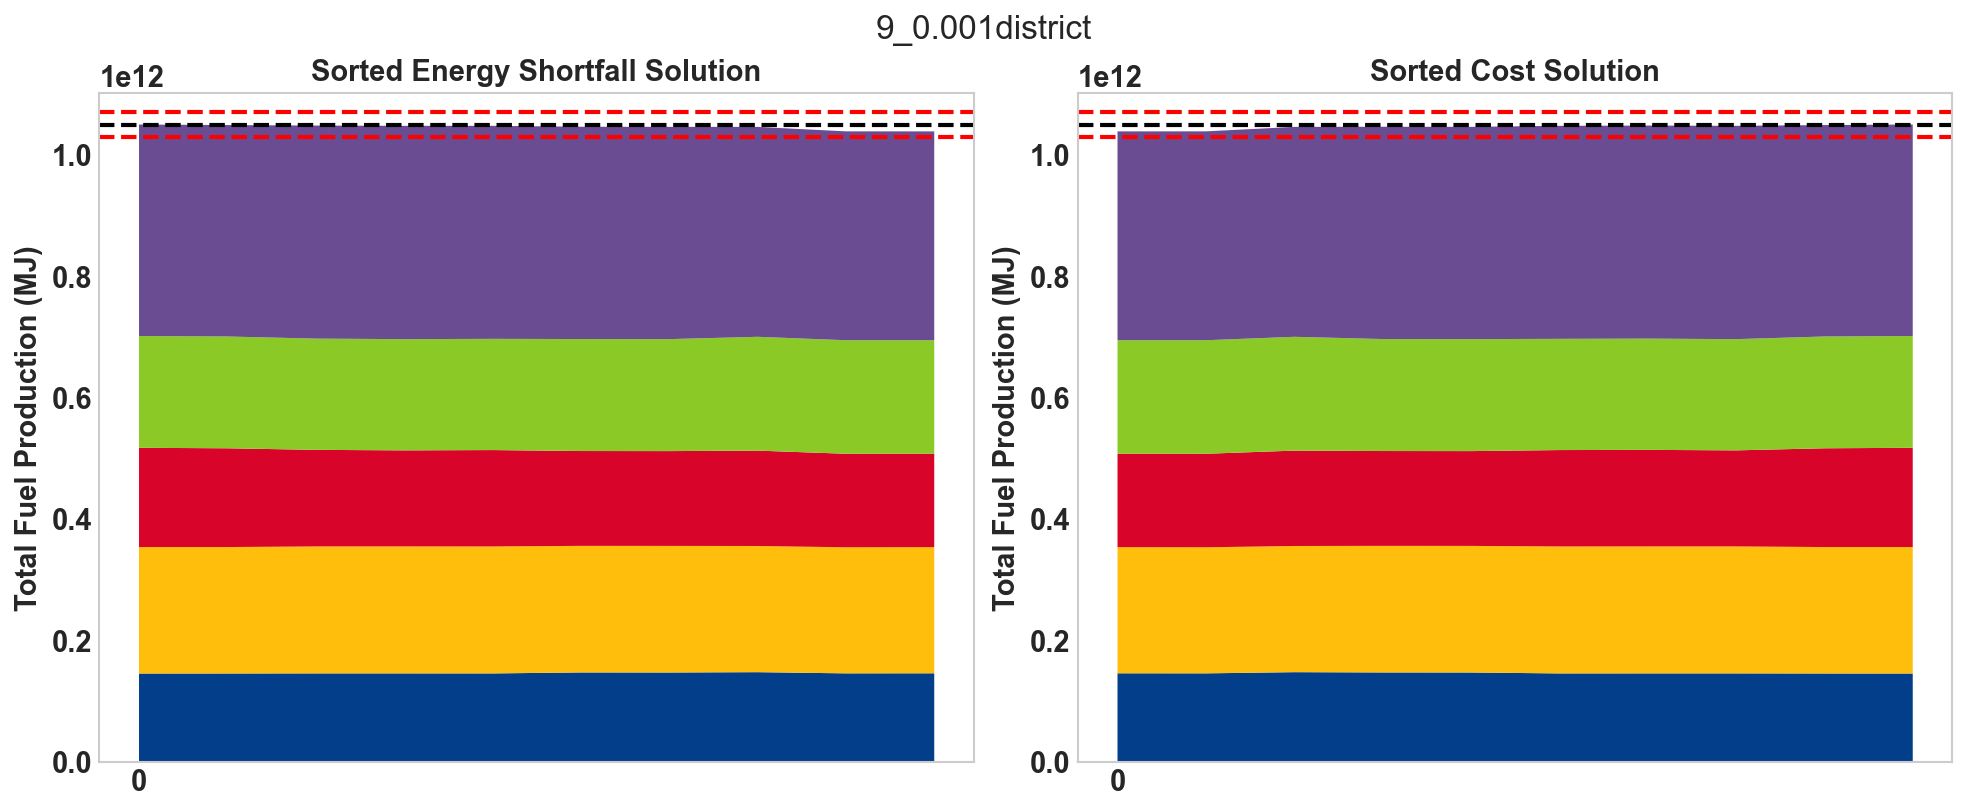 9_0.001district
Sorted Energy Shortfall Solution
1e12
Total Fuel Production (MJ)
1.0
0.8
0.6
0.4
0.2
0.0
0
Sorted Cost Solution
1e12
Total Fuel Production (MJ)
1.0
0.8
0.6
0.4
0.2
0.0
0